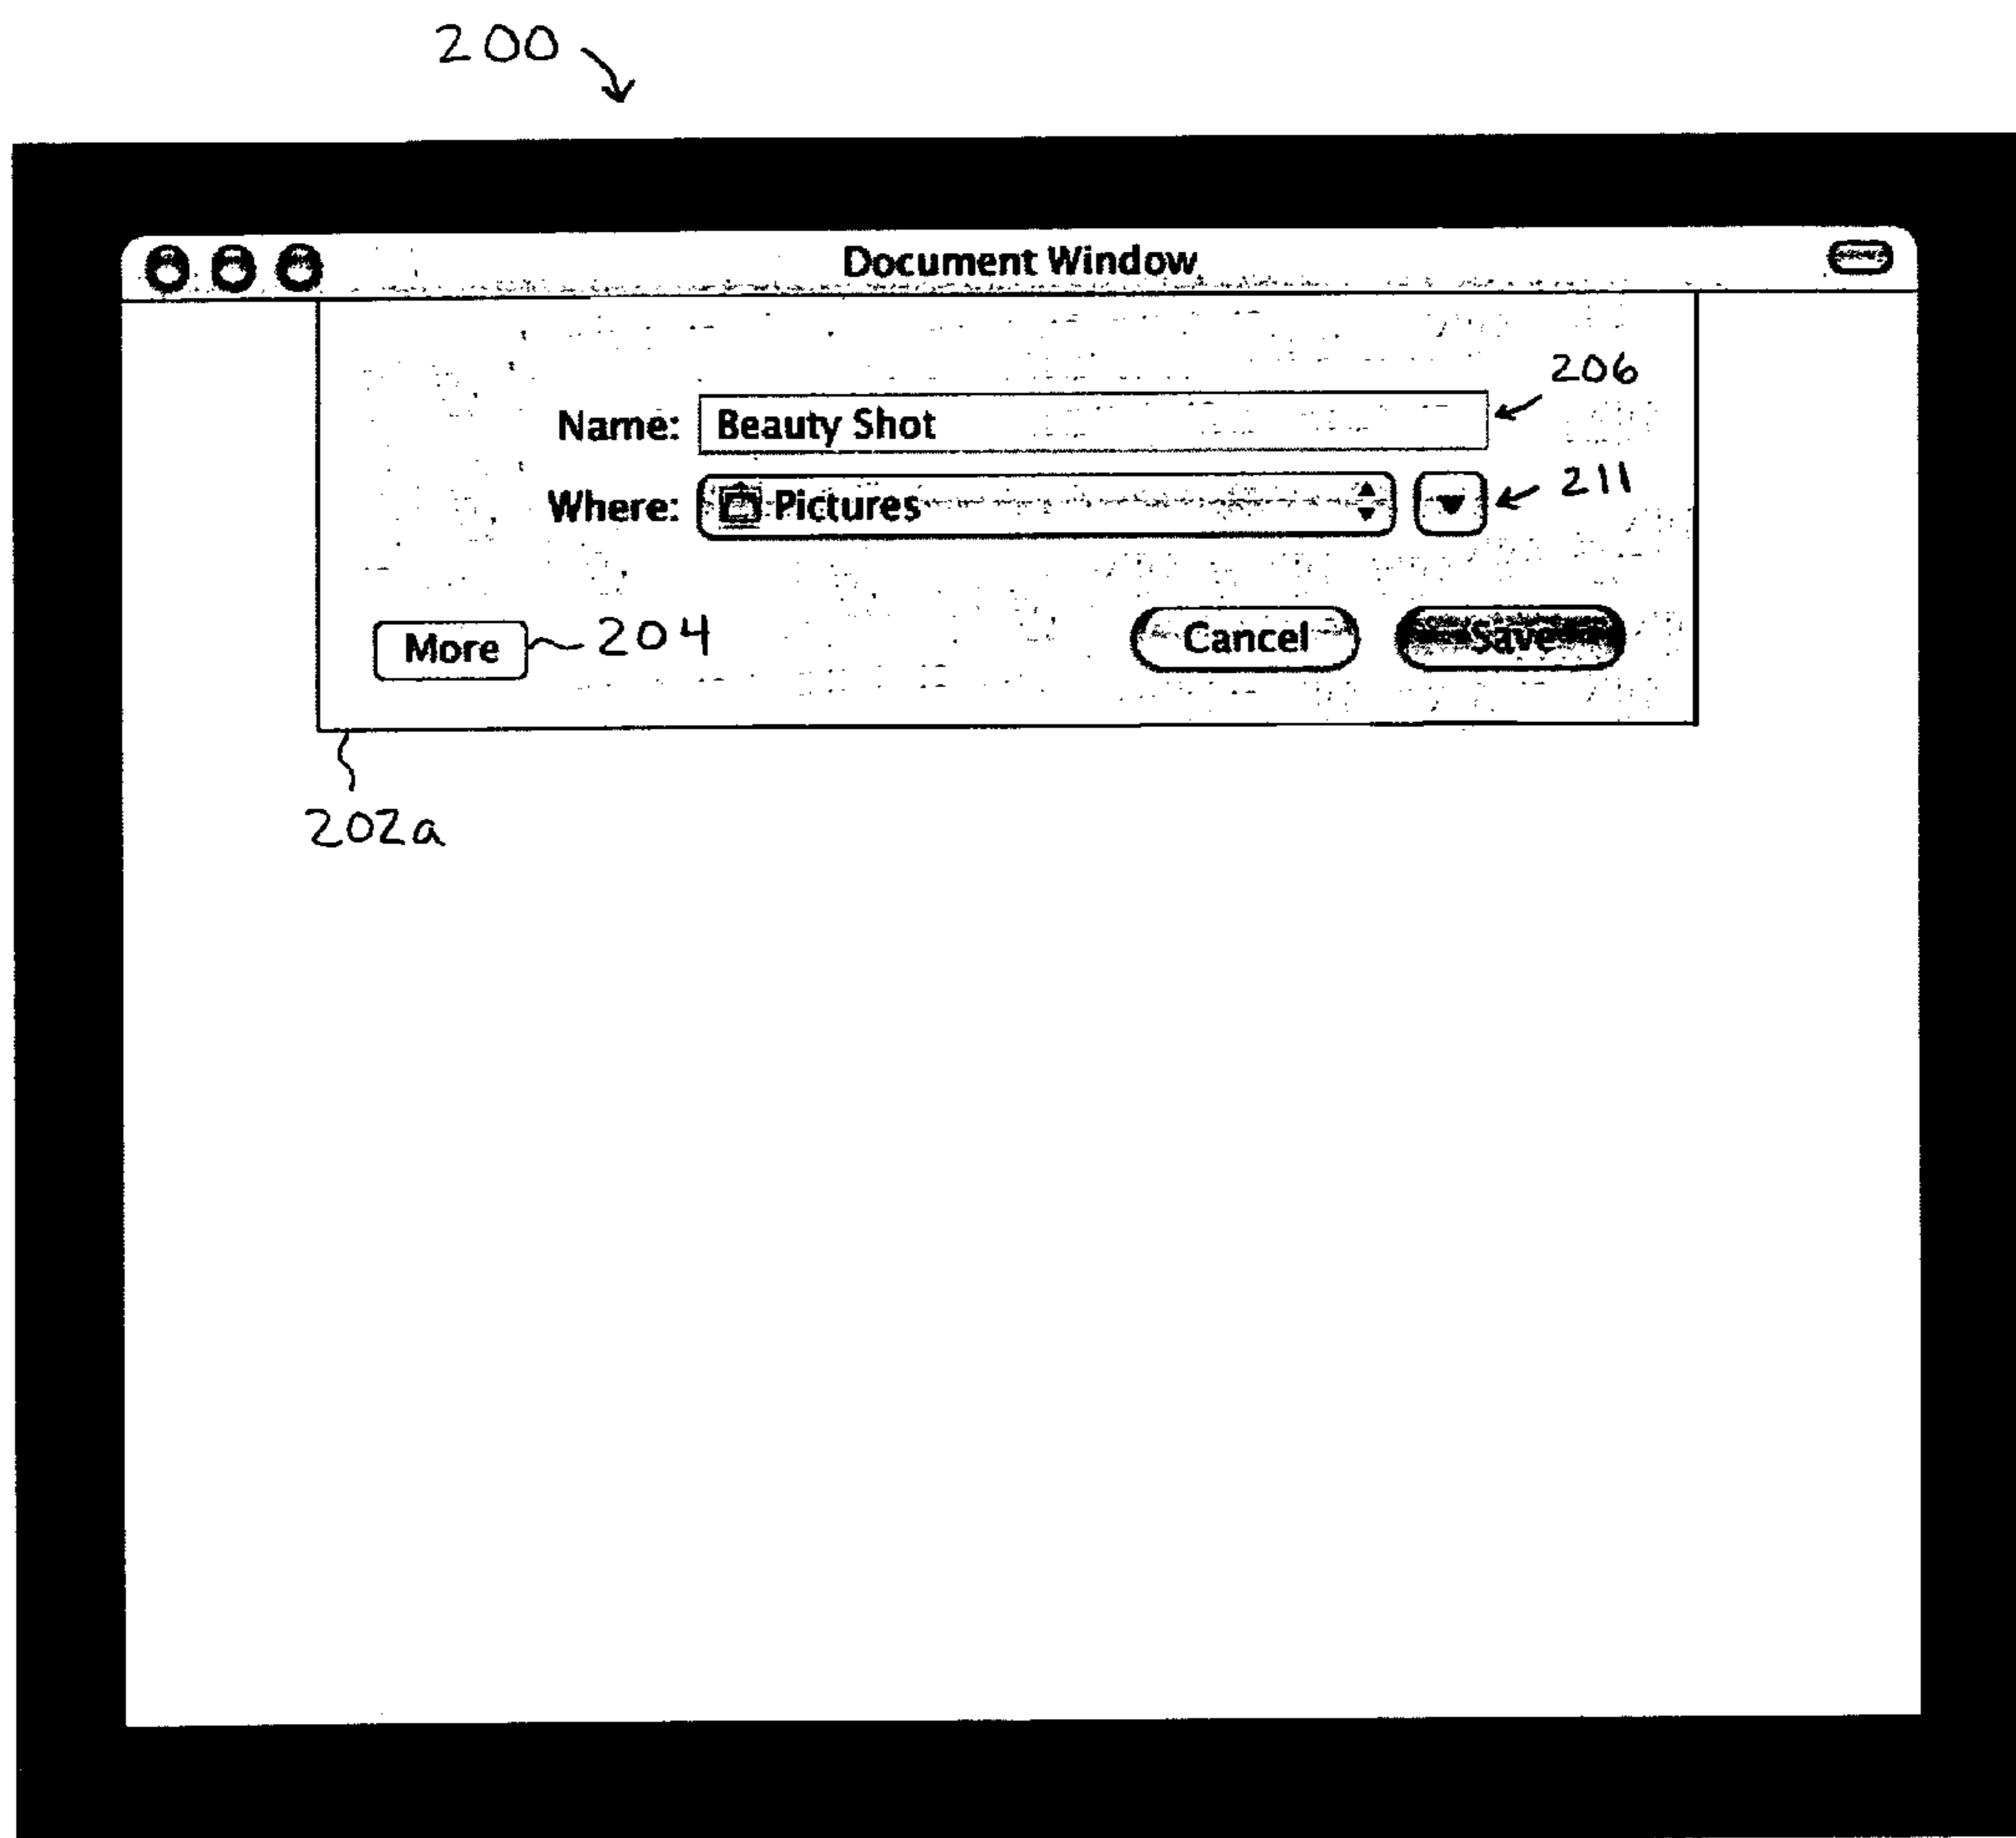 200
Document Window
206
Name: Beauty Shot
Where: Pictures 211
More 204 Cancel Save
202a